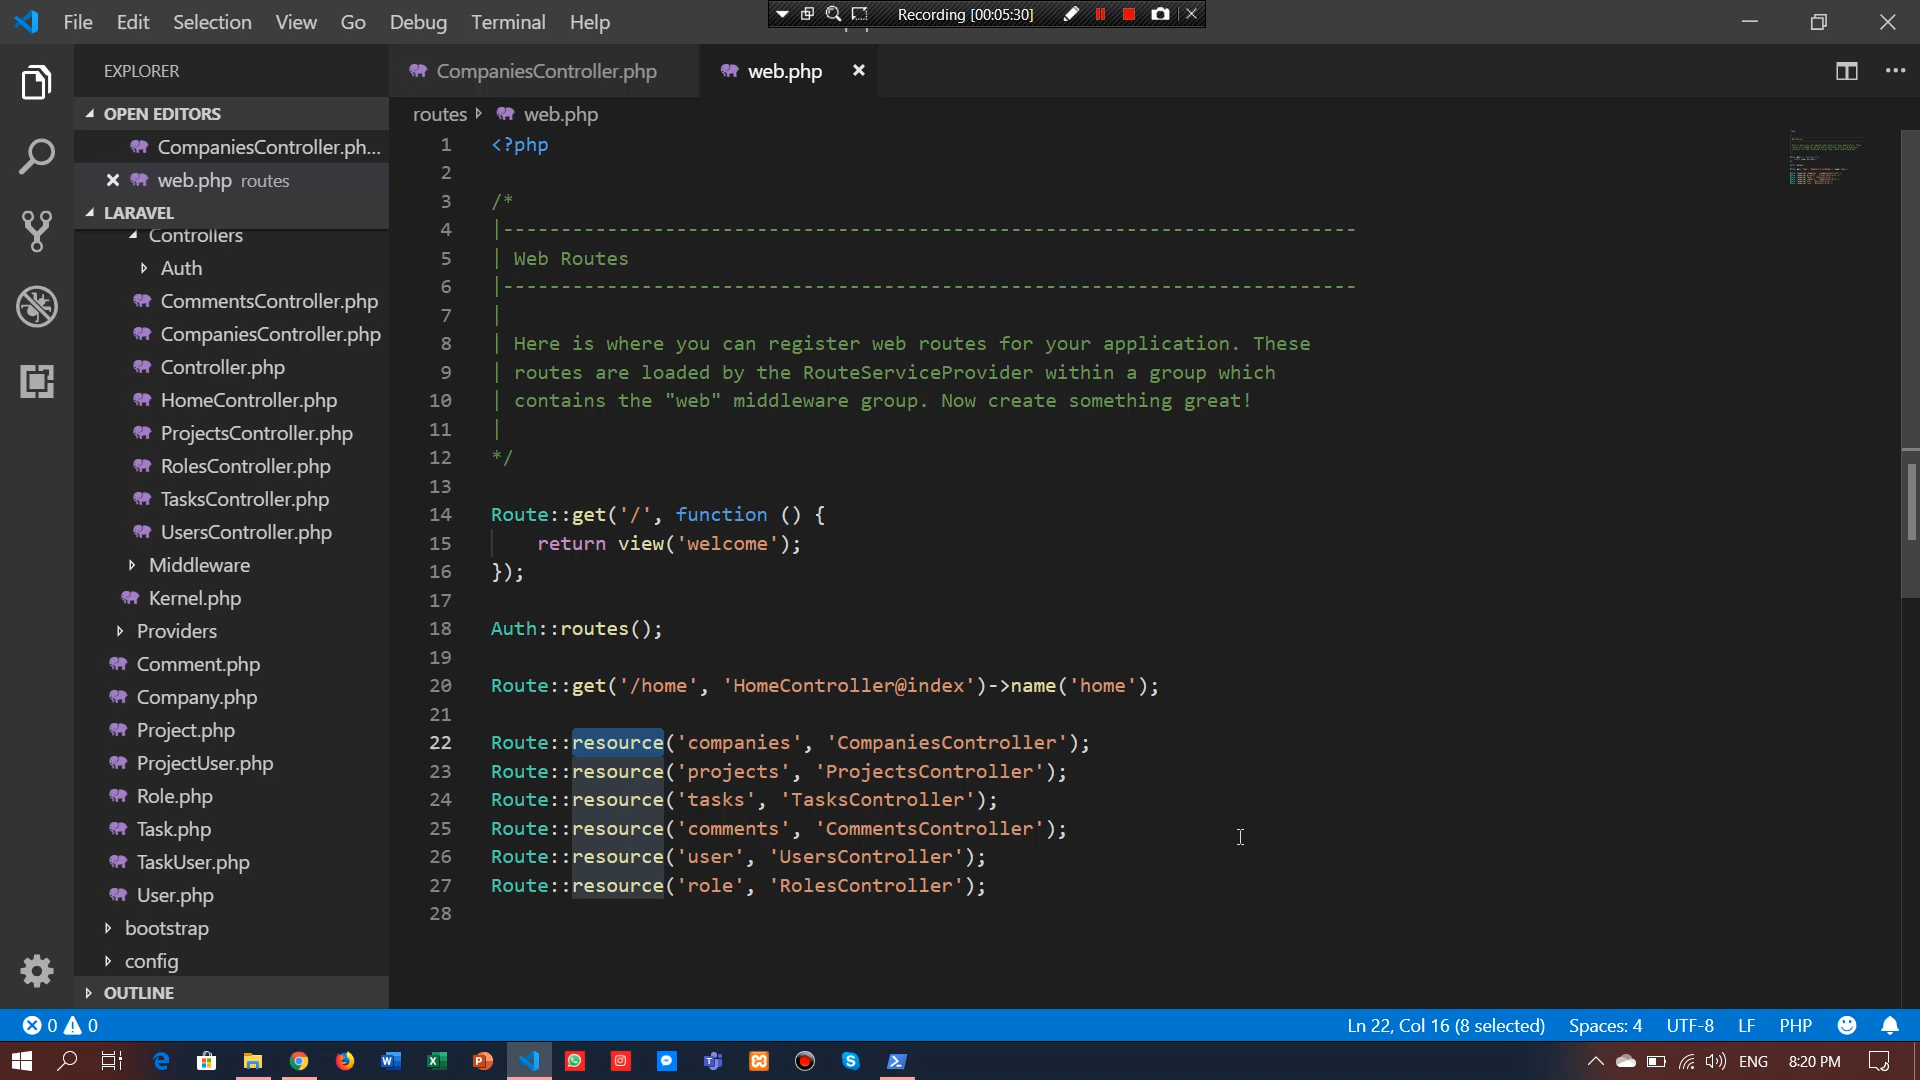 File Edit Selection View Go Debug Terminal Help
Recording [00:05:30]
EXPLORER
OPEN EDITORS
CompaniesController.ph...
web.php routes
LARAVEL
Controllers
Auth
CommentsController.php
CompaniesController.php
Controller.php
HomeController.php
ProjectsController.php
RolesController.php
TasksController.php
UsersController.php
Middleware
Kernel.php
Providers
Comment.php
Company.php
Project.php
ProjectUser.php
Role.php
Task.php
TaskUser.php
User.php
bootstrap
config
OUTLINE
CompaniesController.php
web.php
routes web.php
1 <?php
2
3 /*
4 |--------------------------------------------------------------------------
5 | Web Routes
6 |--------------------------------------------------------------------------
7 |
8 | Here is where you can register web routes for your application. These
9 | routes are loaded by the RouteServiceProvider within a group which
10 | contains the "web" middleware group. Now create something great!
11 |
12 */
13
14 Route::get('/', function () {
15 return view('welcome');
16 });
17
18 Auth::routes();
19
20 Route::get('/home', 'HomeController@index')->name('home');
21
22 Route::resource('companies', 'CompaniesController');
23 Route::resource('projects', 'ProjectsController');
24 Route::resource('tasks', 'TasksController');
25 Route::resource('comments', 'CommentsController');
26 Route::resource('user', 'UsersController');
27 Route::resource('role', 'RolesController');
28
0 0
Ln 22, Col 16 (8 selected) Spaces: 4 UTF-8 LF PHP
ENG 8:20 PM